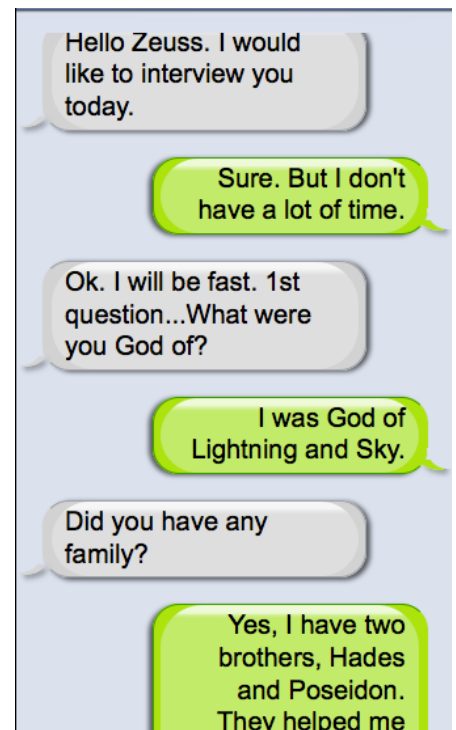 Hello Zeuss. I would
like to interview you
today.
Sure. But I don't
have a lot of time.
Ok. I will be fast. 1st
question...What were
you God of?
I was God of
Lightning and Sky.
Did you have any
family?
Yes, I have two
brothers, Hades
and Poseidon.
They helped me